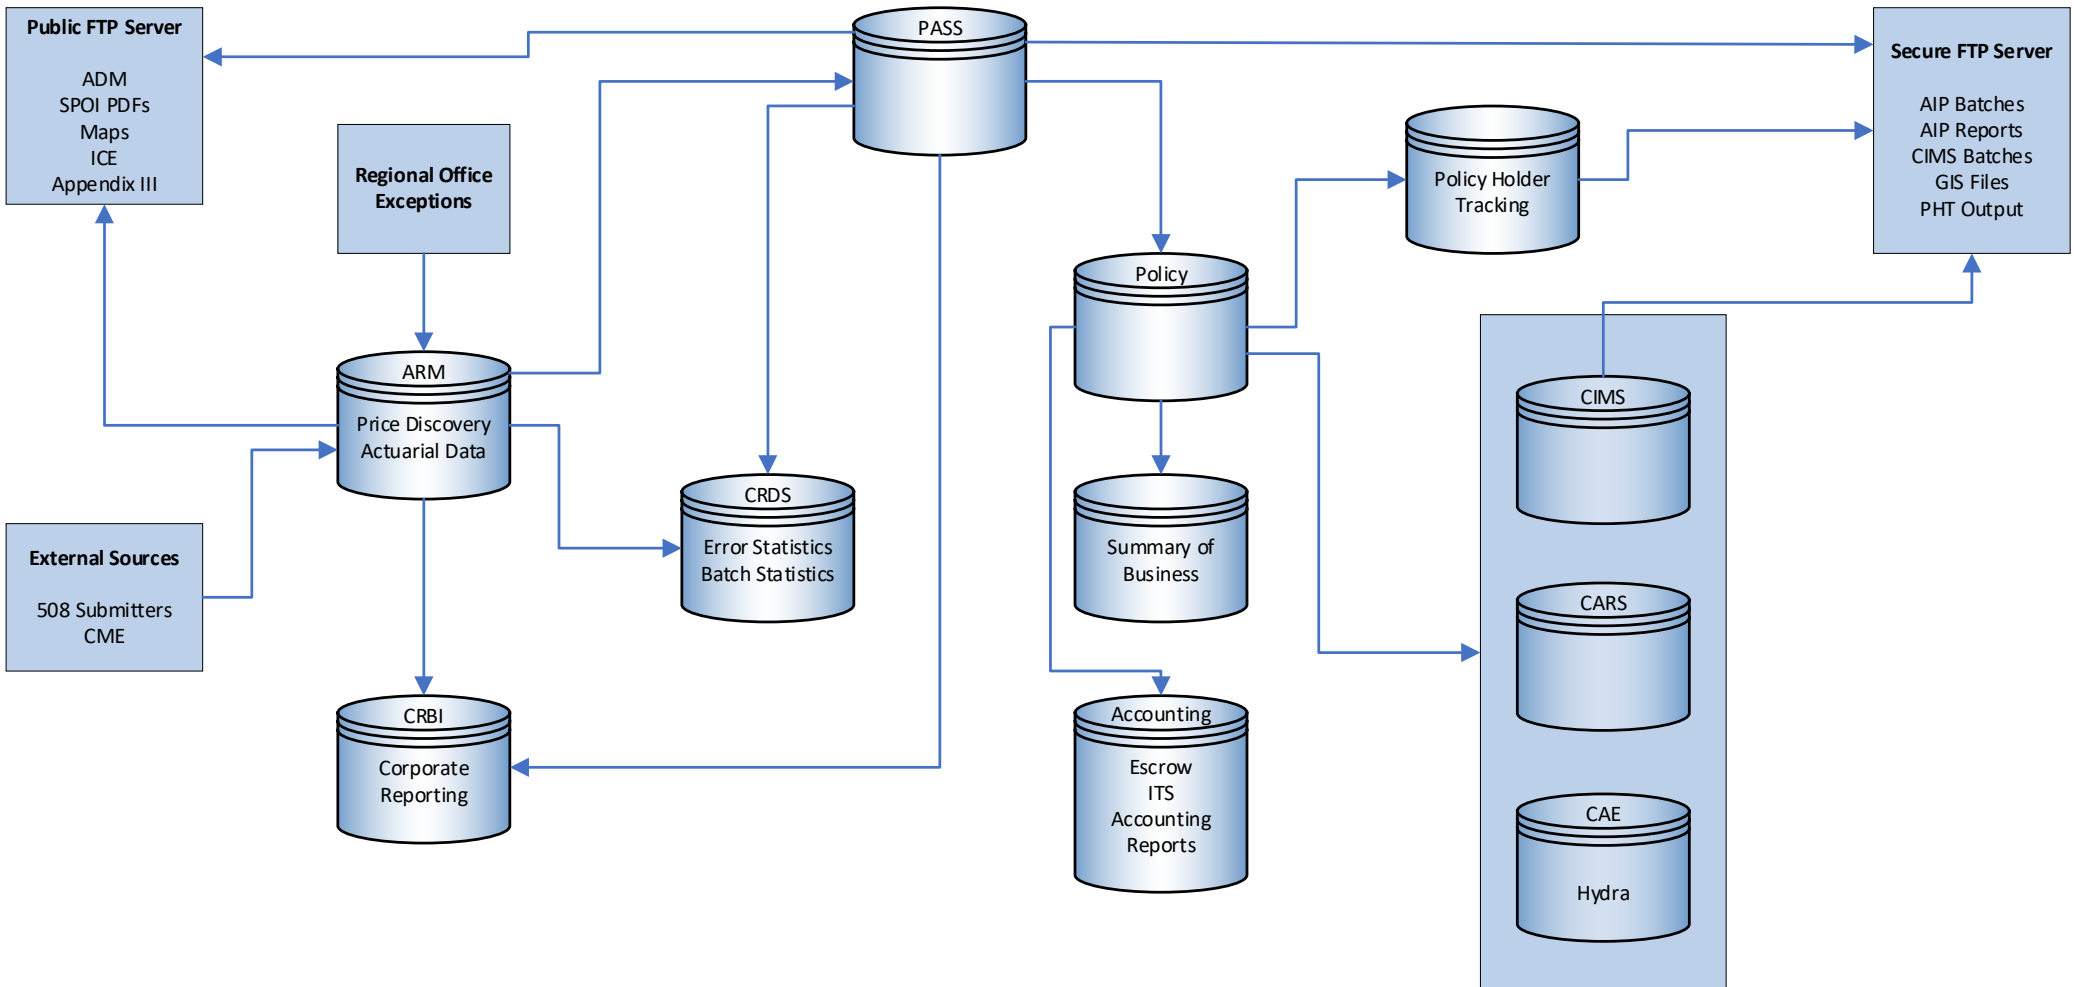 Public FTP Server
ADM
SPOI PDFs
Maps
ICE
Appendix III
PASS
Secure FTP Server
AIP Batches
AIP Reports
CIMS Batches
GIS Files
PHT Output
Regional Office
Exceptions
Policy Holder
Tracking
Policy
ARM
Price Discovery
Actuarial Data
CIMS
CRDS
Error Statistics
Batch Statistics
Summary of
Business
External Sources
508 Submitters
CME
CARS
CRBI
Corporate
Reporting
Accounting
Escrow
ITS
Accounting
Reports
CAE
Hydra